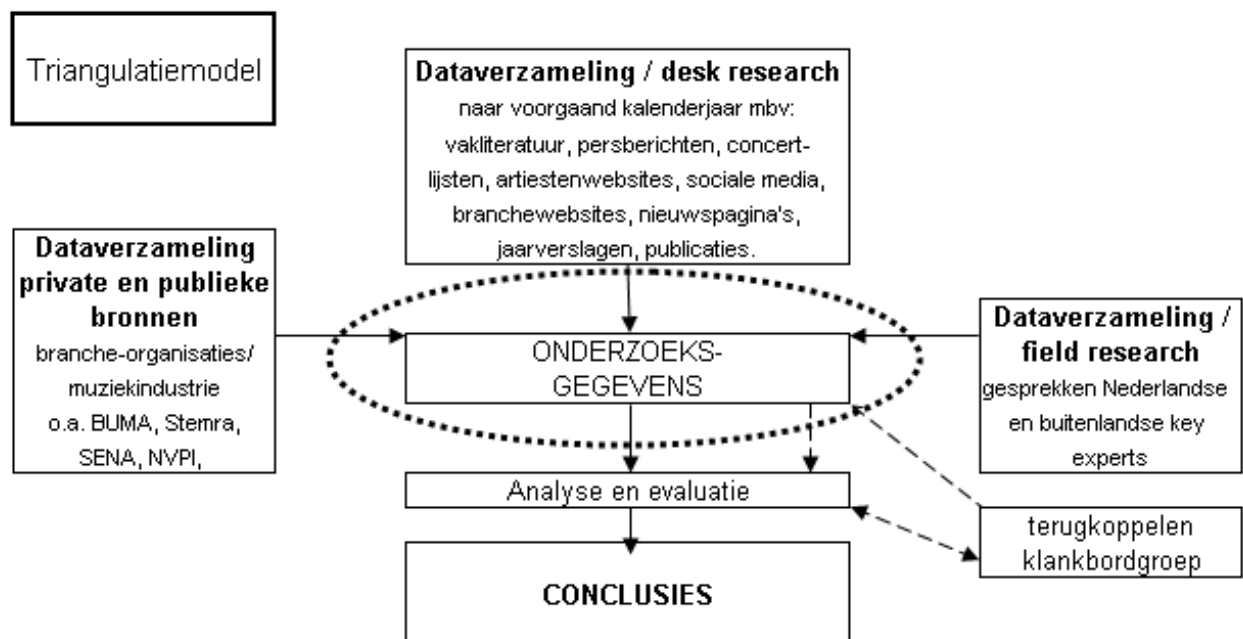 Triangulatiemodel
Dataverzameling / desk research
naar voorgaand kalenderjaar mbv:
vakliteratuur, persberichten, concert-
lijsten, artiestenwebsites, sociale media,
branchewebsites, nieuwspagina's,
jaarverslagen, publicaties.
Dataverzameling
private en publieke
bronnen
branche-organisaties/
muziekindustrie
o.a. BUMA, Stemra,
SENA, NVPI,
ONDERZOEKS-
GEGEVENS
Dataverzameling /
field research
gesprekken Nederlandse
en buitenlandse key
experts
Analyse en evaluatie
terugkoppelen
klankbordgroep
CONCLUSIES